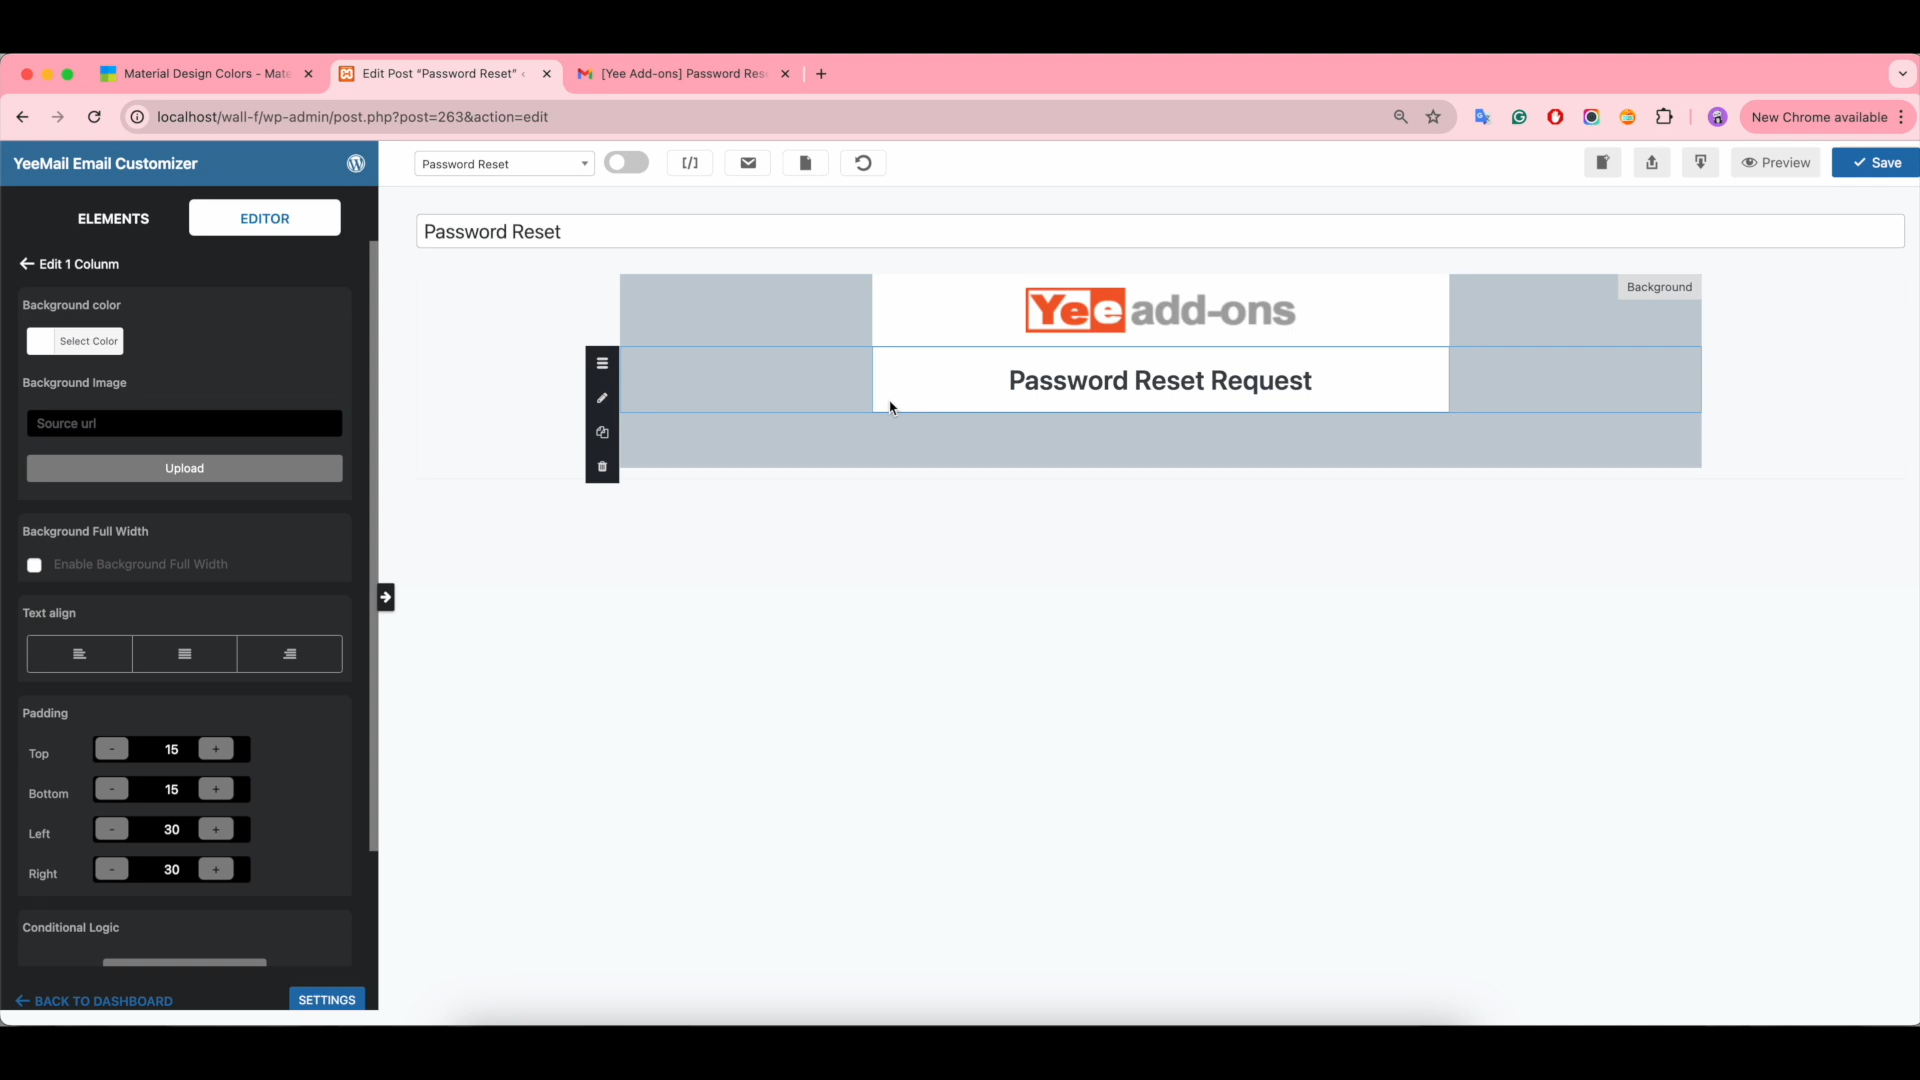 Material Design Colors - Mate
Edit Post “Password Reset” ‹
[Yee Add-ons] Password Res
localhost/wall-f/wp-admin/post.php?post=263&action=edit
New Chrome available
YeeMail Email Customizer
Password Reset
[/]
Preview
Save
ELEMENTS
EDITOR
Password Reset
Edit 1 Colunm
Background color
Select Color
Background Image
Source url
Upload
Background Full Width
Enable Background Full Width
Text align
Padding
Top
- 15 +
Bottom
- 15 +
Left
- 30 +
Right
- 30 +
Conditional Logic
BACK TO DASHBOARD
SETTINGS
Background
Yee add-ons
Password Reset Request